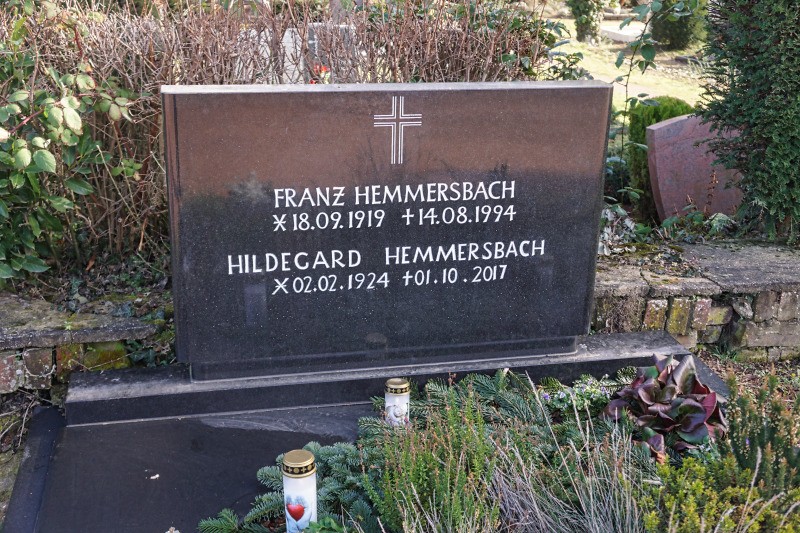 FRANZ HEMMERSBACH
*18.09.1919 †14.08.1994
HILDEGARD HEMMERSBACH
*02.02.1924 †01.10.2017